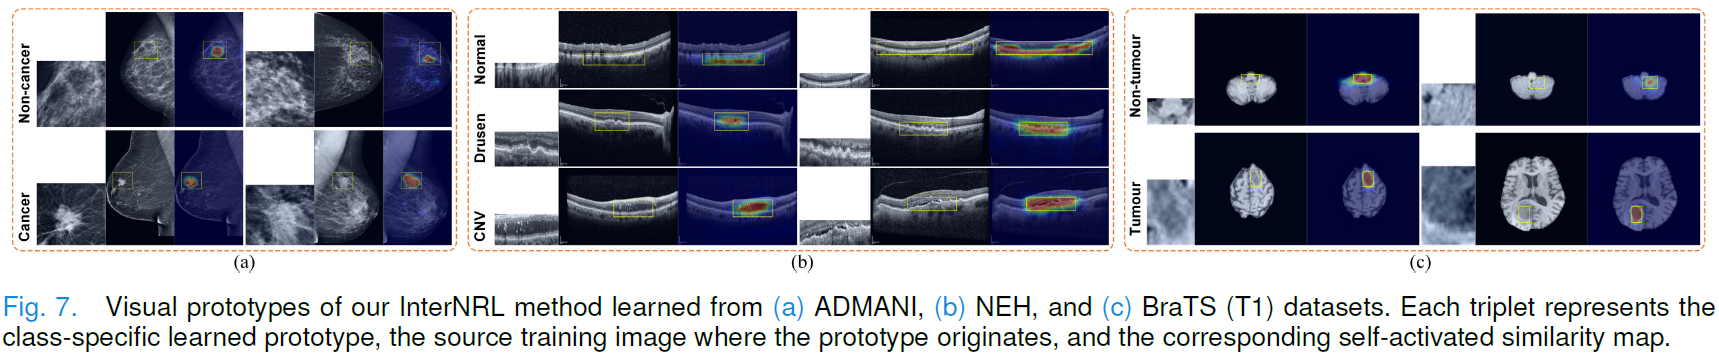 Non-cancer
Cancer
(a)
Normal
Drusen
CNV
(b)
Non-tumour
Tumour
(c)
Fig. 7. Visual prototypes of our InterNRL method learned from (a) ADMANI, (b) NEH, and (c) BraTS (T1) datasets. Each triplet represents the
class-specific learned prototype, the source training image where the prototype originates, and the corresponding self-activated similarity map.